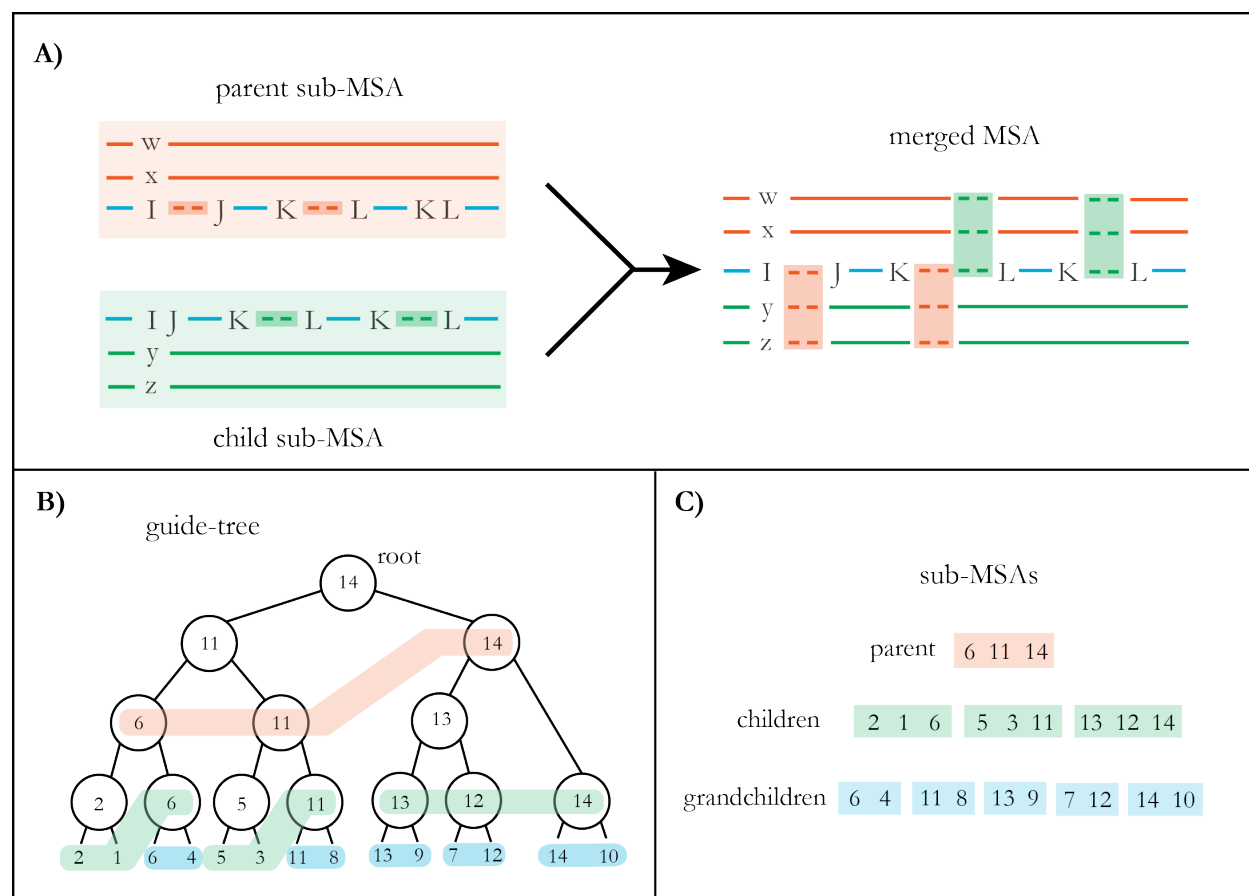 A)
parent sub-MSA
w
x
I J K L K L
I J K L K L
y
z
child sub-MSA
merged MSA
w
x
I J K L K L
y
z
B)
guide-tree
root
14
11 14
6 11 13
2 6 5 11 13 12 14
2 1 6 4 5 3 11 8 13 9 7 12 14 10
C)
sub-MSAs
parent 6 11 14
children 2 1 6 5 3 11 13 12 14
grandchildren 6 4 11 8 13 9 7 12 14 10